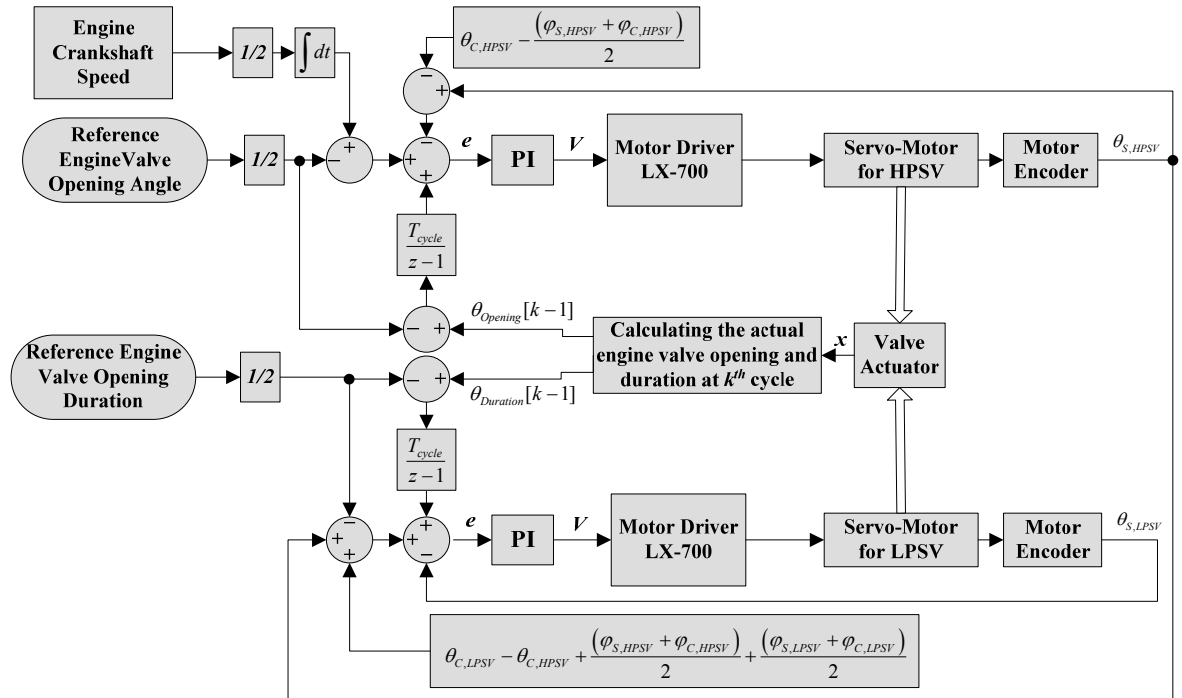 Engine
Crankshaft
Speed
1/2
∫ dt
θ_{C,HPSV} − (φ_{S,HPSV} + φ_{C,HPSV}) / 2
−
+
Reference
EngineValve
Opening Angle
1/2
−
+
+
−
+
e
PI
V
Motor Driver
LX-700
Servo-Motor
for HPSV
Motor
Encoder
θ_{S,HPSV}
T_{cycle}
z − 1
−
+
θ_{Opening}[k − 1]
Calculating the actual
engine valve opening and
duration at k^{th} cycle
x
Valve
Actuator
Reference Engine
Valve Opening
Duration
1/2
−
+
θ_{Duration}[k − 1]
T_{cycle}
z − 1
+
−
+
+
+
−
e
PI
V
Motor Driver
LX-700
Servo-Motor
for LPSV
Motor
Encoder
θ_{S,LPSV}
θ_{C,LPSV} − θ_{C,HPSV} + (φ_{S,HPSV} + φ_{C,HPSV}) / 2 + (φ_{S,LPSV} + φ_{C,LPSV}) / 2